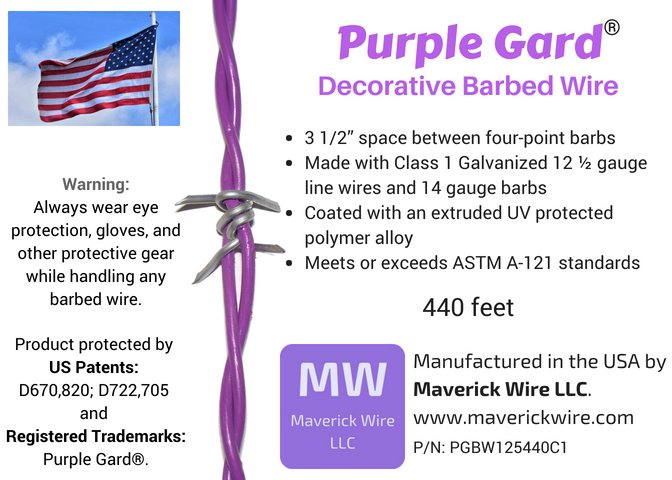 Purple Gard®
Decorative Barbed Wire
• 3 1/2” space between four-point barbs
• Made with Class 1 Galvanized 12 ½ gauge
line wires and 14 gauge barbs
• Coated with an extruded UV protected
polymer alloy
• Meets or exceeds ASTM A-121 standards
440 feet
Warning:
Always wear eye
protection, gloves, and
other protective gear
while handling any
barbed wire.
Product protected by
US Patents:
D670,820; D722,705
and
Registered Trademarks:
Purple Gard®.
MW
Maverick Wire
LLC
Manufactured in the USA by
Maverick Wire LLC.
www.maverickwire.com
P/N: PGBW125440C1